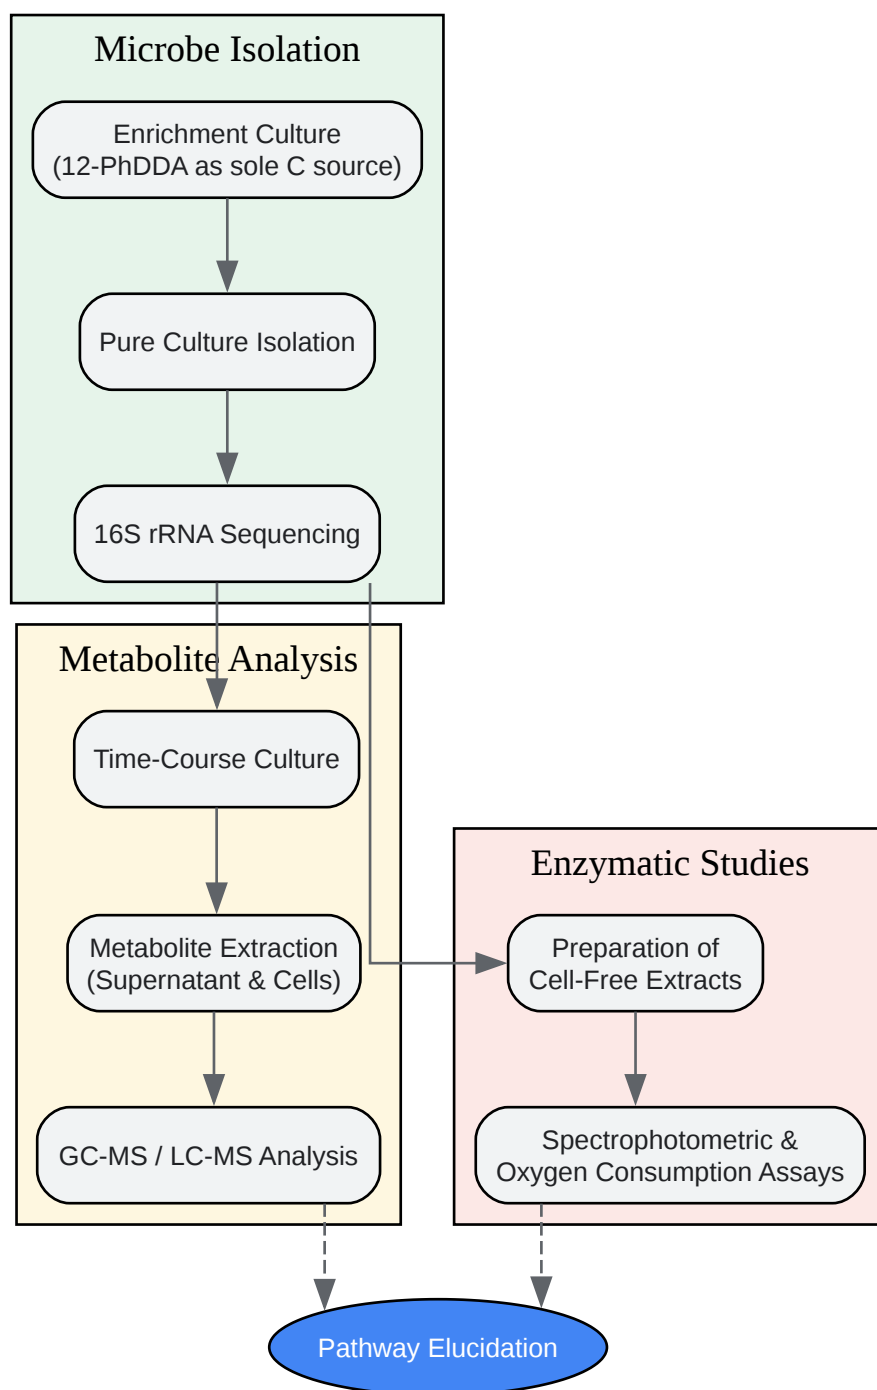 Microbe Isolation
Enrichment Culture
(12-PhDDA as sole C source)
Pure Culture Isolation
16S rRNA Sequencing
Metabolite Analysis
Time-Course Culture
Metabolite Extraction
(Supernatant & Cells)
GC-MS / LC-MS Analysis
Enzymatic Studies
Preparation of
Cell-Free Extracts
Spectrophotometric &
Oxygen Consumption Assays
Pathway Elucidation